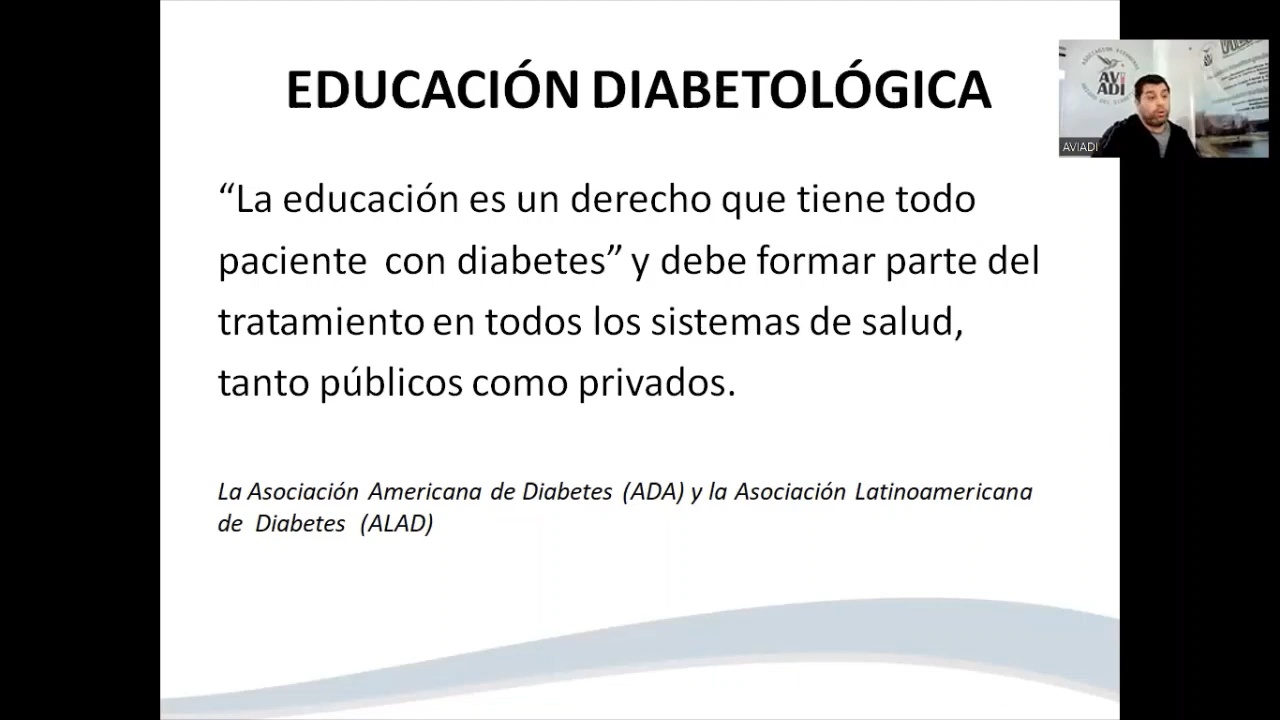 EDUCACIÓN DIABETOLÓGICA
“La educación es un derecho que tiene todo
paciente con diabetes” y debe formar parte del
tratamiento en todos los sistemas de salud,
tanto públicos como privados.
La Asociación Americana de Diabetes (ADA) y la Asociación Latinoamericana
de Diabetes (ALAD)
AVIADI